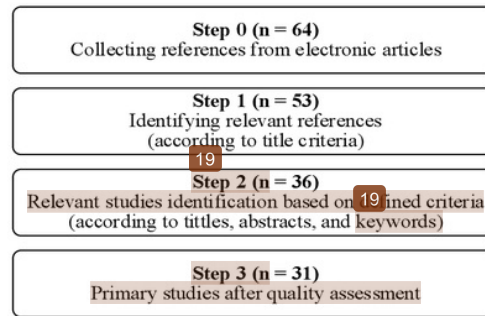 Step 0 (n = 64)
Collecting references from electronic articles
Step 1 (n = 53)
Identifying relevant references
(according to title criteria)
19
Step 2 (n = 36)
Relevant studies identification based on 19 criteria
(according to tittles, abstracts, and keywords)
Step 3 (n = 31)
Primary studies after quality assessment